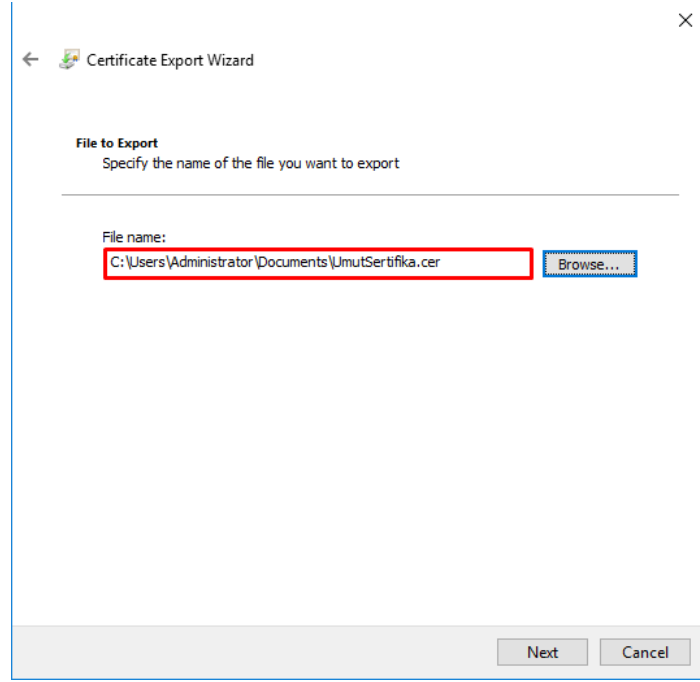 Certificate Export Wizard
File to Export
Specify the name of the file you want to export
File name:
C:\Users\Administrator\Documents\UmutSertifika.cer
Browse...
Next
Cancel